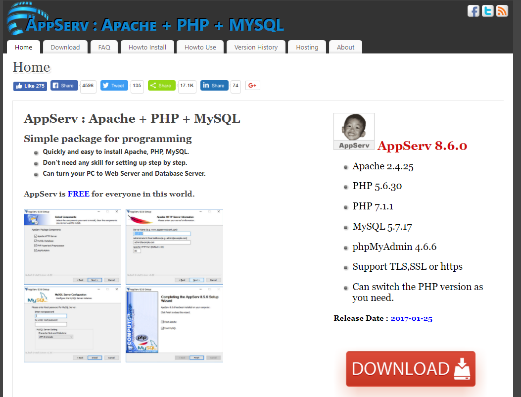 AppServ : Apache + PHP + MYSQL
Home Download FAQ Howto Install Howto Use Version History Hosting About
Home
Like 275 Share 459K Tweet Share 17.1K Share 74 G+
AppServ : Apache + PHP + MySQL
Simple package for programming
Quickly and easy to install Apache, PHP, MySQL.
Don't need any skill for setting up step by step.
Can turn your PC to Web Server and Database Server.
AppServ is FREE for everyone in this world.
AppServ
AppServ 8.6.0
Apache 2.4.25
PHP 5.6.30
PHP 7.1.1
MySQL 5.7.17
phpMyAdmin 4.6.6
Support TLS,SSL or https
Can switch the PHP version as
you need.
Release Date : 2017-01-25
DOWNLOAD